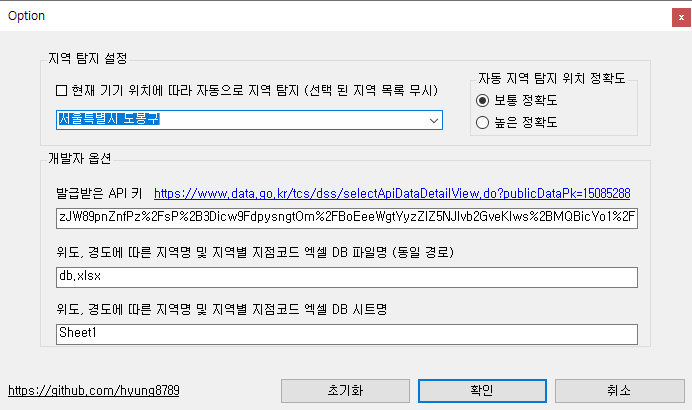 Option
지역 탐지 설정
현재 기기 위치에 따라 자동으로 지역 탐지 (선택 된 지역 목록 무시)
서울특별시 도봉구
자동 지역 탐지 위치 정확도
보통 정확도
높은 정확도
개발자 옵션
발급받은 API 키 https://www.data.go.kr/tcs/dss/selectApiDataDetailView.do?publicDataPk=15085288
zJW89pnZnfPz%2FsP%2B3Dicw9FdpysngtOm%2FBoEeeWgtYyzZlZ5NJlvb2GveKlws%2BMQBicYo1%2F
위도, 경도에 따른 지역명 및 지역별 지점코드 엑셀 DB 파일명 (동일 경로)
db.xlsx
위도, 경도에 따른 지역명 및 지역별 지점코드 엑셀 DB 시트명
Sheet1
https://github.com/hyung8789
초기화
확인
취소